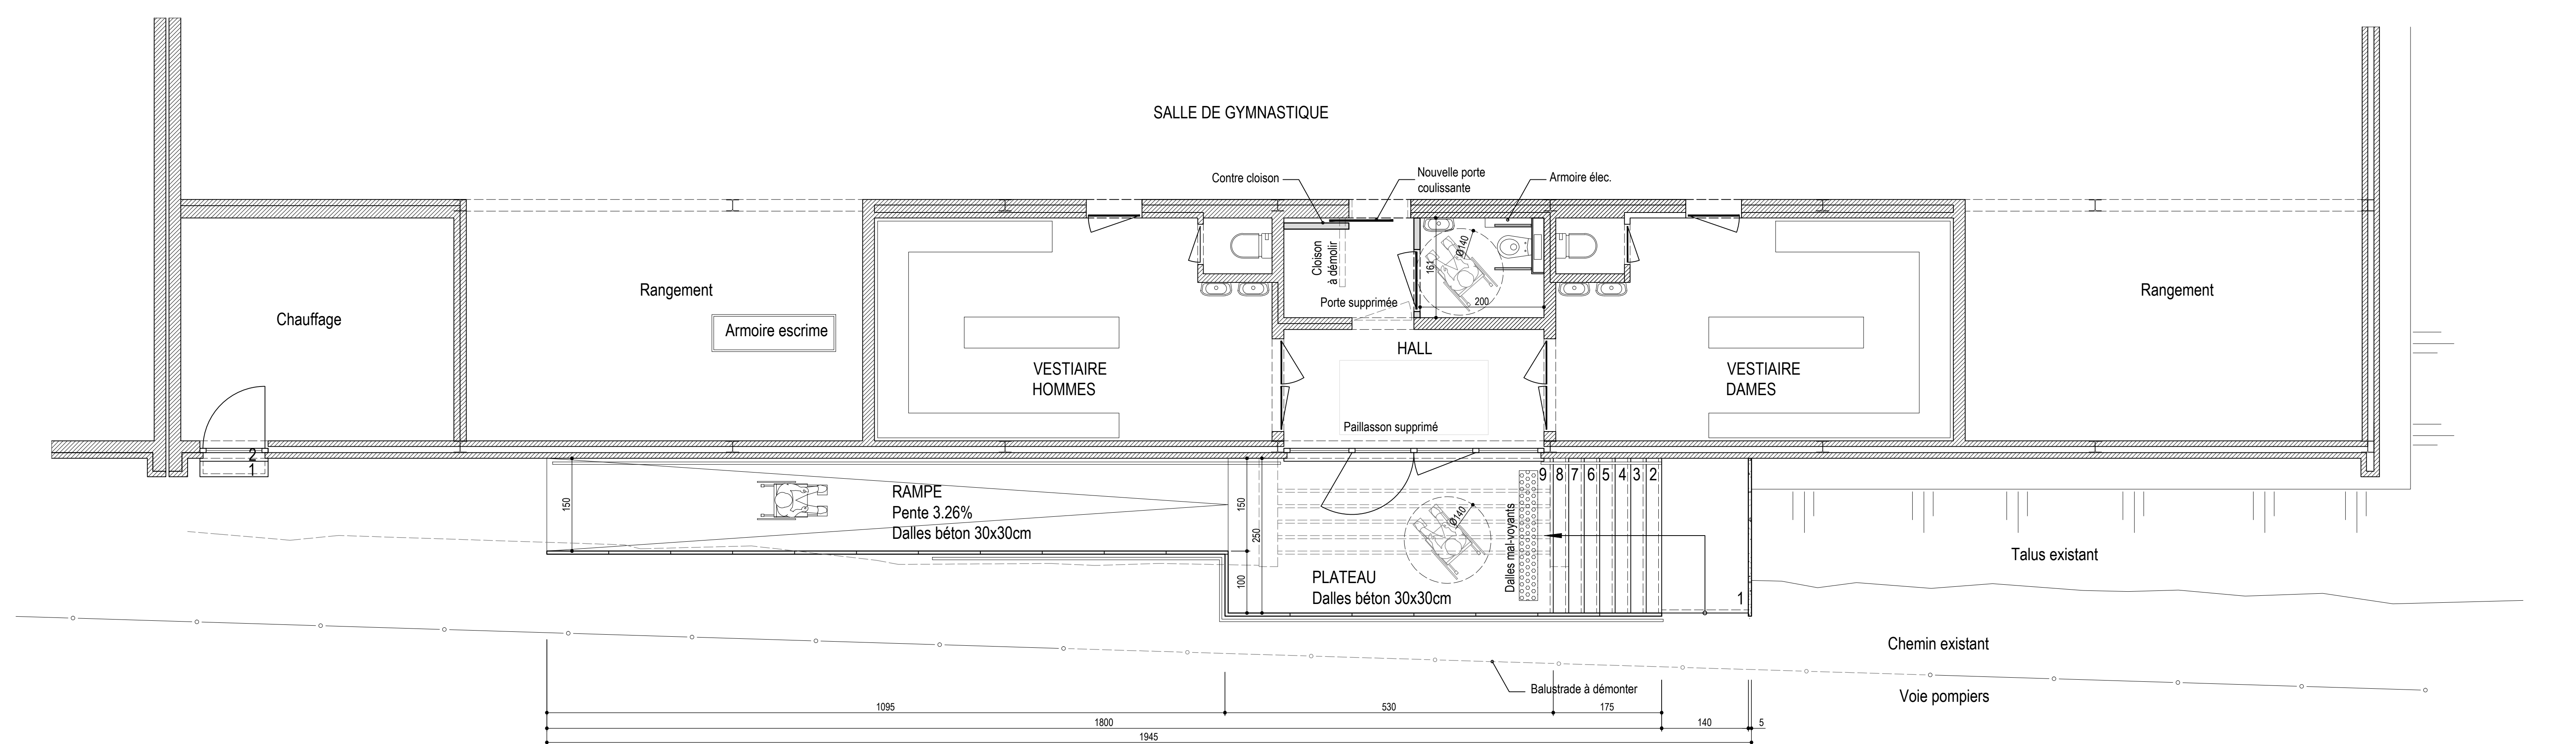 SALLE DE GYMNASTIQUE
Contre cloison
Nouvelle porte
coulissante
Armoire élec.
Cloison
à démolir
Ø140
161
200
Porte supprimée
Chauffage
Rangement
Armoire escrime
VESTIAIRE
HOMMES
HALL
Paillasson supprimé
VESTIAIRE
DAMES
Rangement
2
1
150
RAMPE
Pente 3.26%
Dalles béton 30x30cm
150
250
100
PLATEAU
Dalles béton 30x30cm
Ø140
Dalles mal-voyants
9 8 7 6 5 4 3 2
1
Talus existant
Chemin existant
Voie pompiers
Balustrade à démonter
1095
530
175
1800
140
5
1945